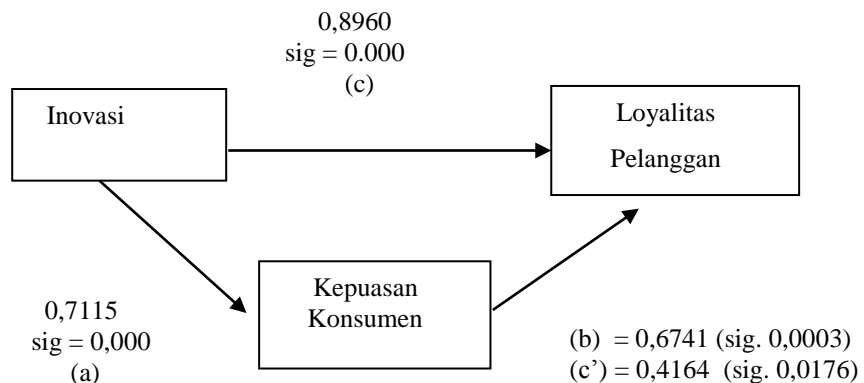 0,8960
sig = 0.000
(c)
Inovasi
Loyalitas
Pelanggan
Kepuasan
Konsumen
0,7115
sig = 0,000
(a)
(b) = 0,6741 (sig. 0,0003)
(c’) = 0,4164 (sig. 0,0176)